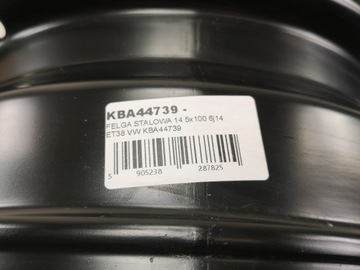 KBA44739 -
FELGA STALOWA 14 5x100 6j14
ET38 VW KBA44739
5 905238 287825